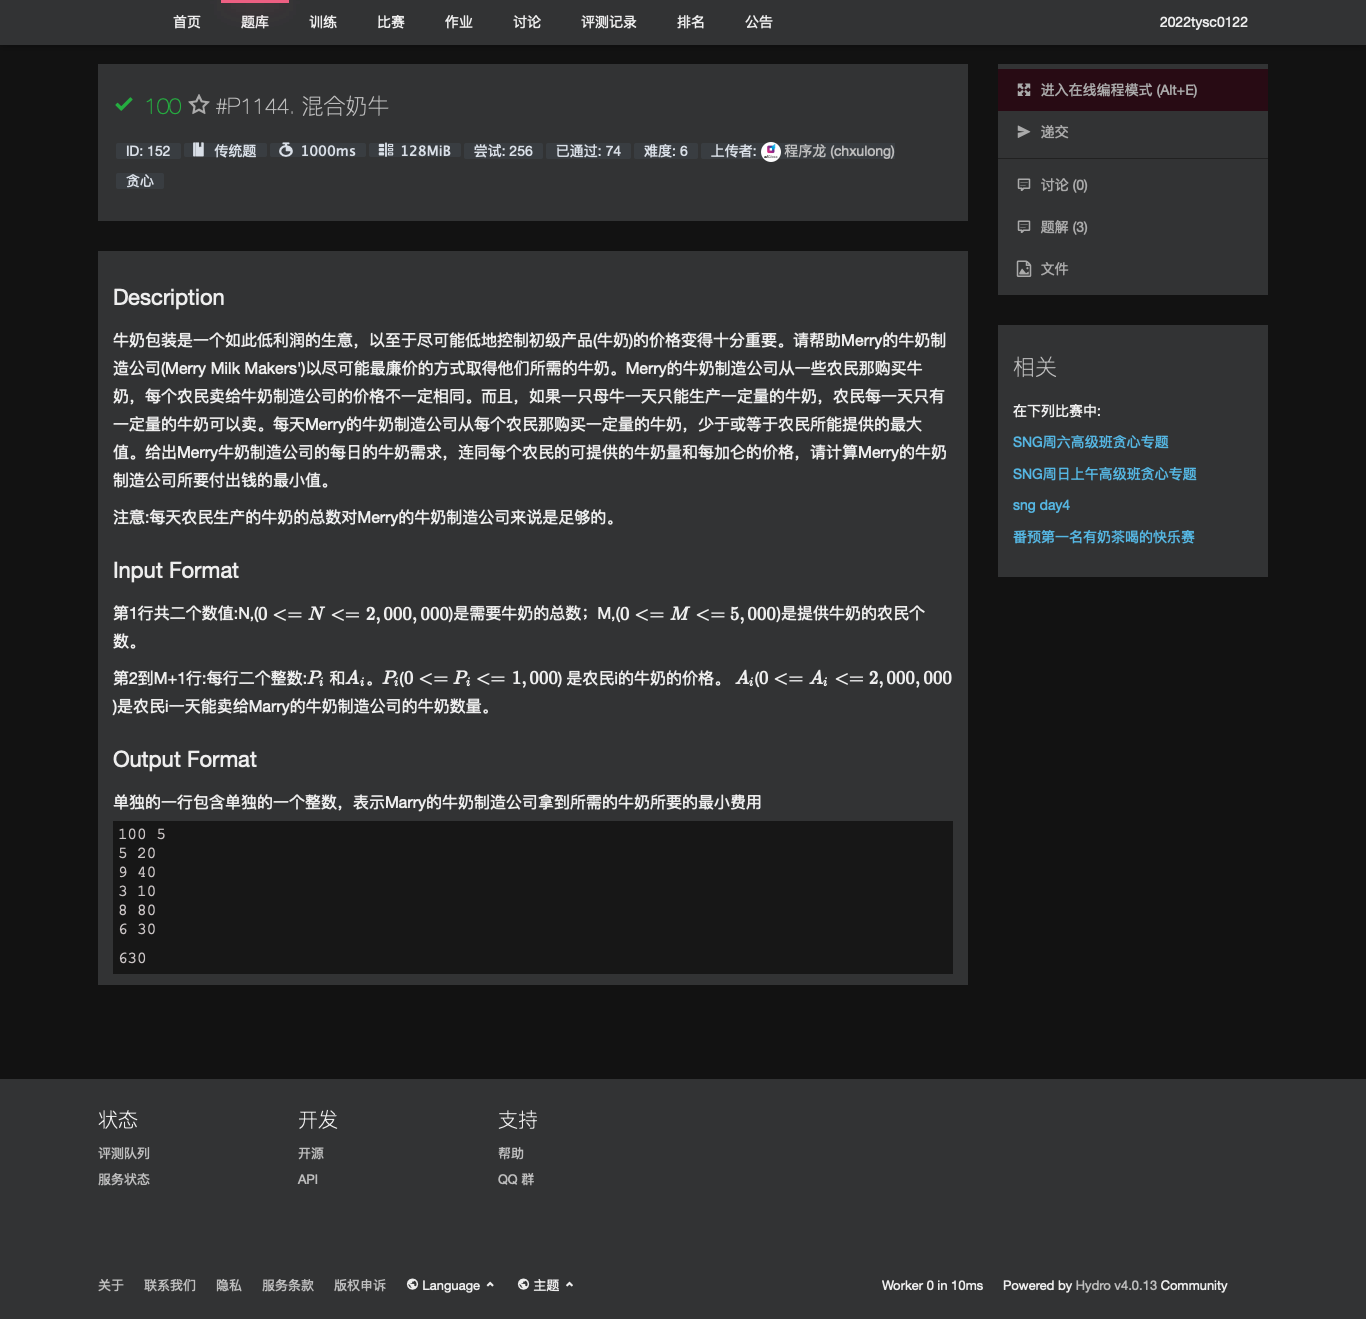 首页 题库 训练 比赛 作业 讨论 评测记录 排名 公告 2022tysc0122
100 #P1144. 混合奶牛
ID: 152 传统题 1000ms 128MiB 尝试: 256 已通过: 74 难度: 6 上传者: 程序龙 (chxulong)
贪心
进入在线编程模式 (Alt+E)
递交
讨论 (0)
题解 (3)
文件
Description
牛奶包装是一个如此低利润的生意，以至于尽可能低地控制初级产品(牛奶)的价格变得十分重要。请帮助Merry的牛奶制
造公司(Merry Milk Makers')以尽可能最廉价的方式取得他们所需的牛奶。Merry的牛奶制造公司从一些农民那购买牛
奶，每个农民卖给牛奶制造公司的价格不一定相同。而且，如果一只母牛一天只能生产一定量的牛奶，农民每一天只有
一定量的牛奶可以卖。每天Merry的牛奶制造公司从每个农民那购买一定量的牛奶，少于或等于农民所能提供的最大
值。给出Merry牛奶制造公司的每日的牛奶需求，连同每个农民的可提供的牛奶量和每加仑的价格，请计算Merry的牛奶
制造公司所要付出钱的最小值。
注意:每天农民生产的牛奶的总数对Merry的牛奶制造公司来说是足够的。
Input Format
第1行共二个数值:N,(0 <= N <= 2,000,000)是需要牛奶的总数；M,(0 <= M <= 5,000)是提供牛奶的农民个
数。
第2到M+1行:每行二个整数:P_i 和A_i。P_i(0 <= P_i <= 1,000) 是农民i的牛奶的价格。 A_i(0 <= A_i <= 2,000,000
)是农民i一天能卖给Marry的牛奶制造公司的牛奶数量。
Output Format
单独的一行包含单独的一个整数，表示Marry的牛奶制造公司拿到所需的牛奶所要的最小费用
100 5
5 20
9 40
3 10
8 80
6 30
630
相关
在下列比赛中:
SNG周六高级班贪心专题
SNG周日上午高级班贪心专题
sng day4
番预第一名有奶茶喝的快乐赛
状态 开发 支持
评测队列 开源 帮助
服务状态 API QQ 群
关于 联系我们 隐私 服务条款 版权申诉 Language 主题 Worker 0 in 10ms Powered by Hydro v4.0.13 Community